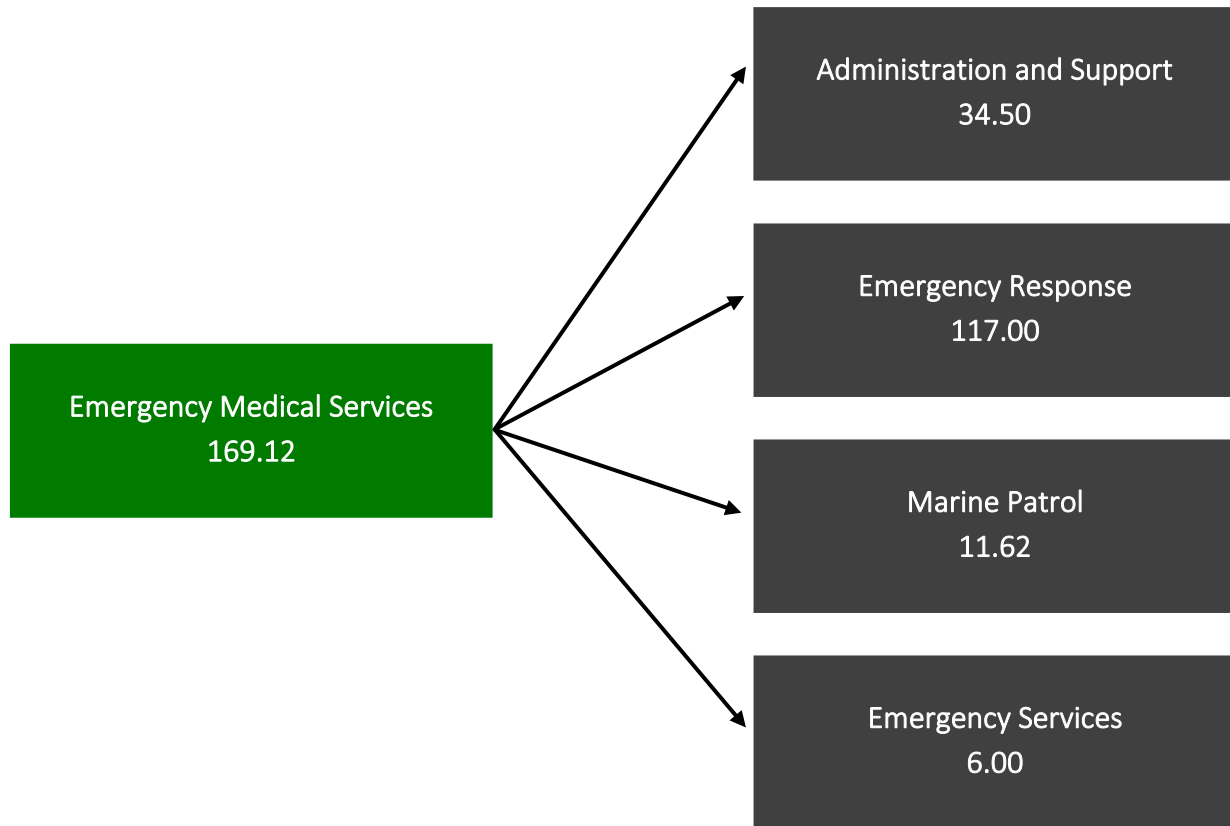 Administration and Support
34.50
Emergency Response
117.00
Emergency Medical Services
169.12
Marine Patrol
11.62
Emergency Services
6.00